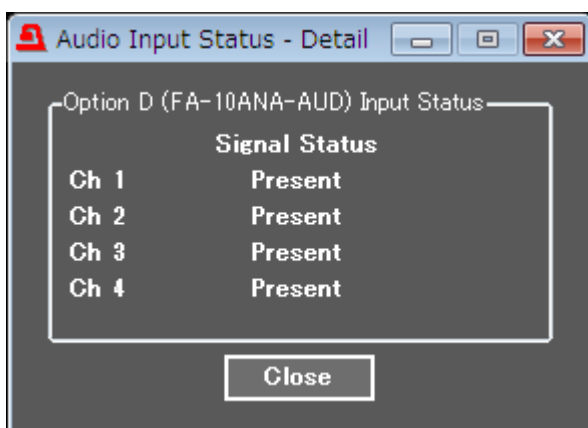 Audio Input Status - Detail
Option D (FA-10ANA-AUD) Input Status
Signal Status
Ch 1 Present
Ch 2 Present
Ch 3 Present
Ch 4 Present
Close